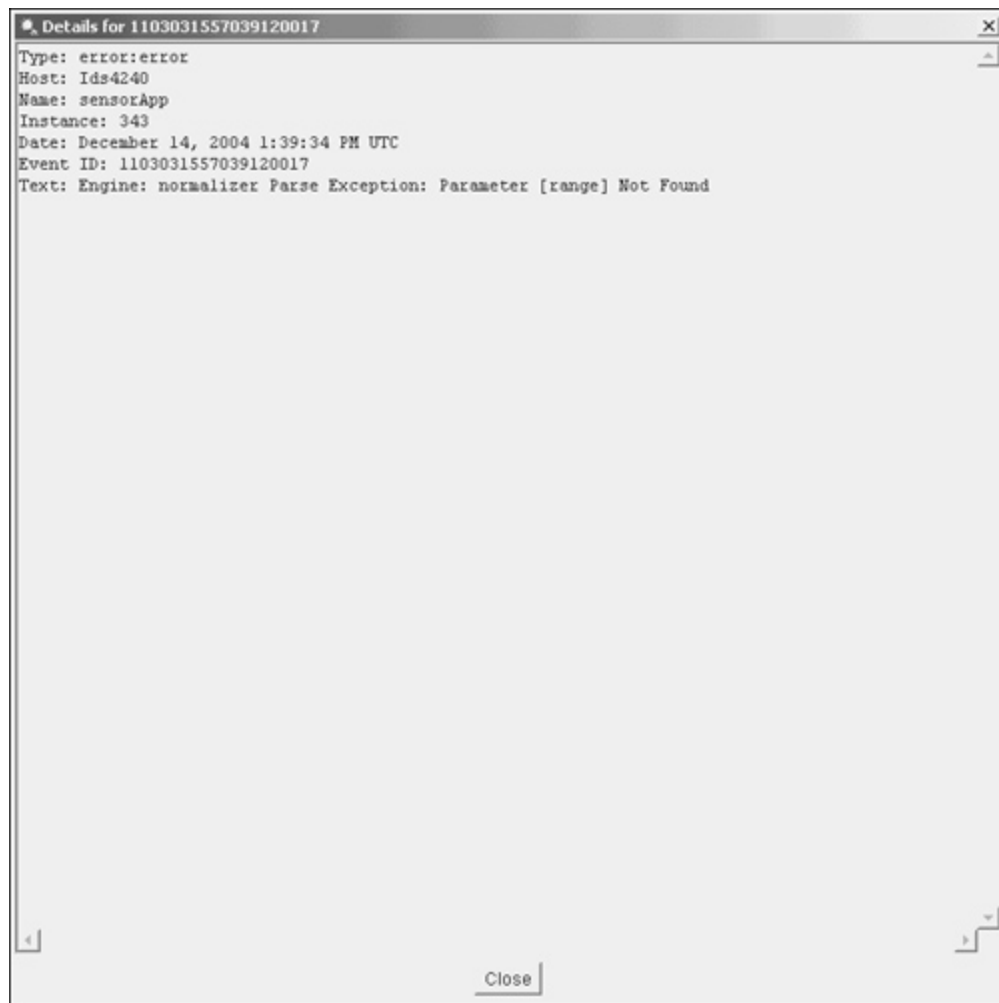 Details for 1103031557039120017
Type: error:error
Host: Ids4240
Name: sensorApp
Instance: 343
Date: December 14, 2004 1:39:34 PM UTC
Event ID: 1103031557039120017
Text: Engine: normalizer Parse Exception: Parameter [range] Not Found
Close